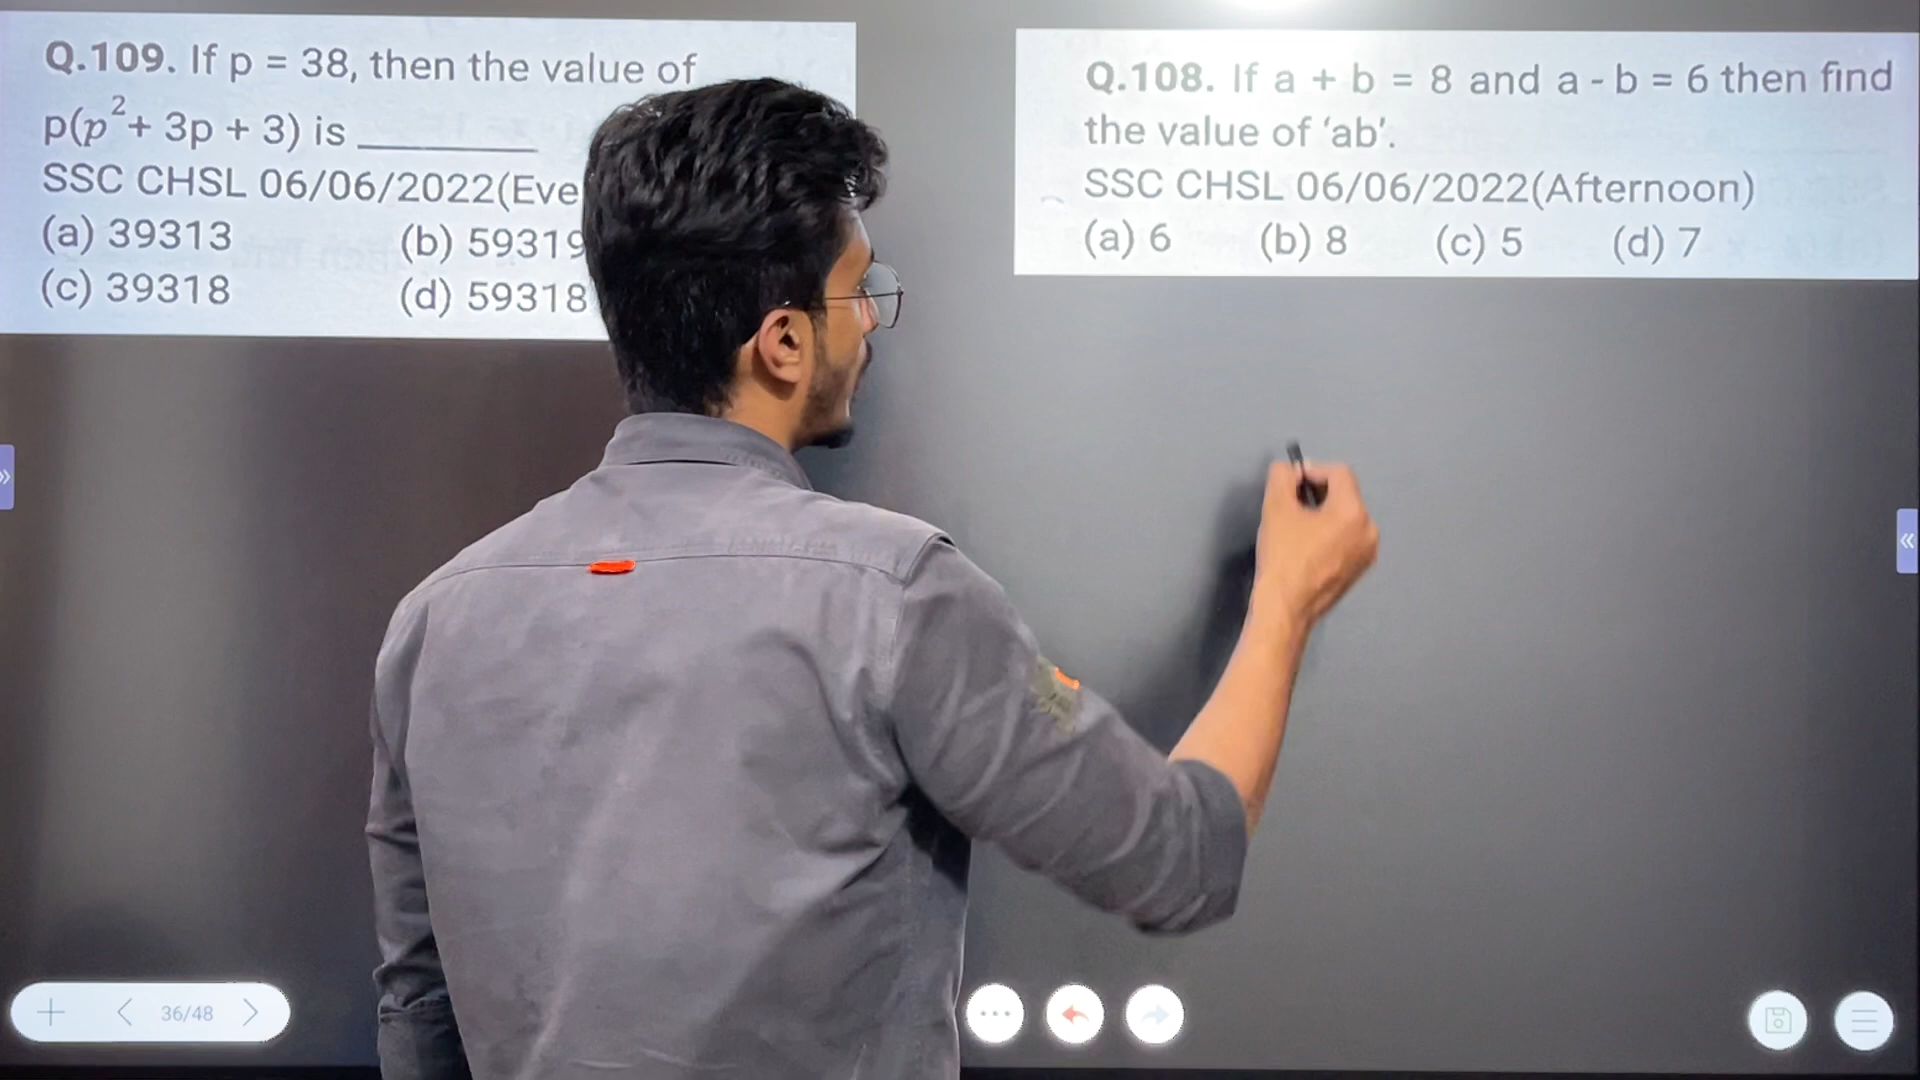 Q.109. If p = 38, then the value of
p(p²+ 3p + 3) is ________
SSC CHSL 06/06/2022(Eve
(a) 39313 (b) 59319
(c) 39318 (d) 59318
Q.108. If a + b = 8 and a - b = 6 then find
the value of ‘ab’.
SSC CHSL 06/06/2022(Afternoon)
(a) 6 (b) 8 (c) 5 (d) 7
36/48